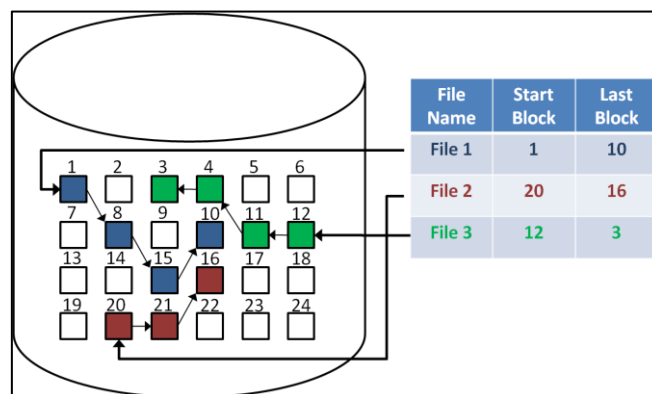 File Name Start Block Last Block
File 1 1 10
File 2 20 16
File 3 12 3
1 2 3 4 5 6
7 8 9 10 11 12
13 14 15 16 17 18
19 20 21 22 23 24